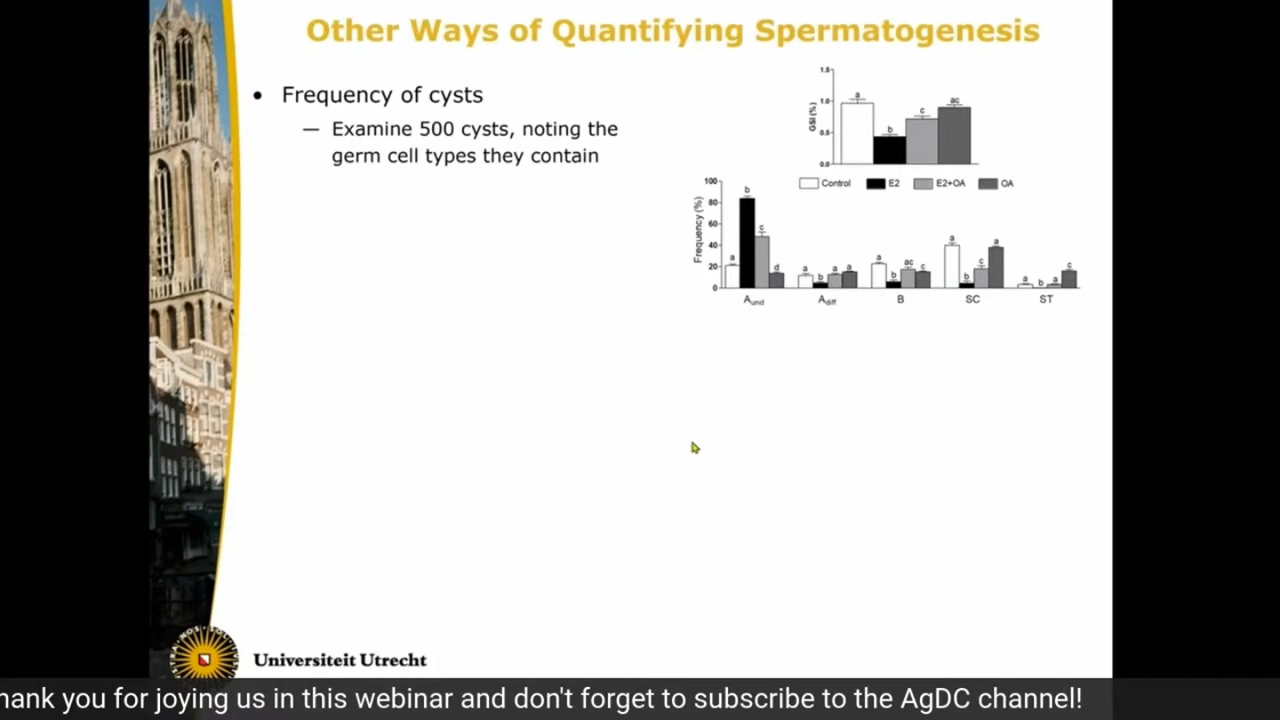 Other Ways of Quantifying Spermatogenesis
• Frequency of cysts
— Examine 500 cysts, noting the
germ cell types they contain
1.5
1.0
0.5
0.0
GSI (%)
a
b
c
ac
Control E2 E2+OA OA
100
80
60
40
20
0
Frequency (%)
a b c d
a b a a
a b ac c
a b c a
a b a c
Aund Adiff B SC ST
Universiteit Utrecht
hank you for joying us in this webinar and don't forget to subscribe to the AgDC channel!